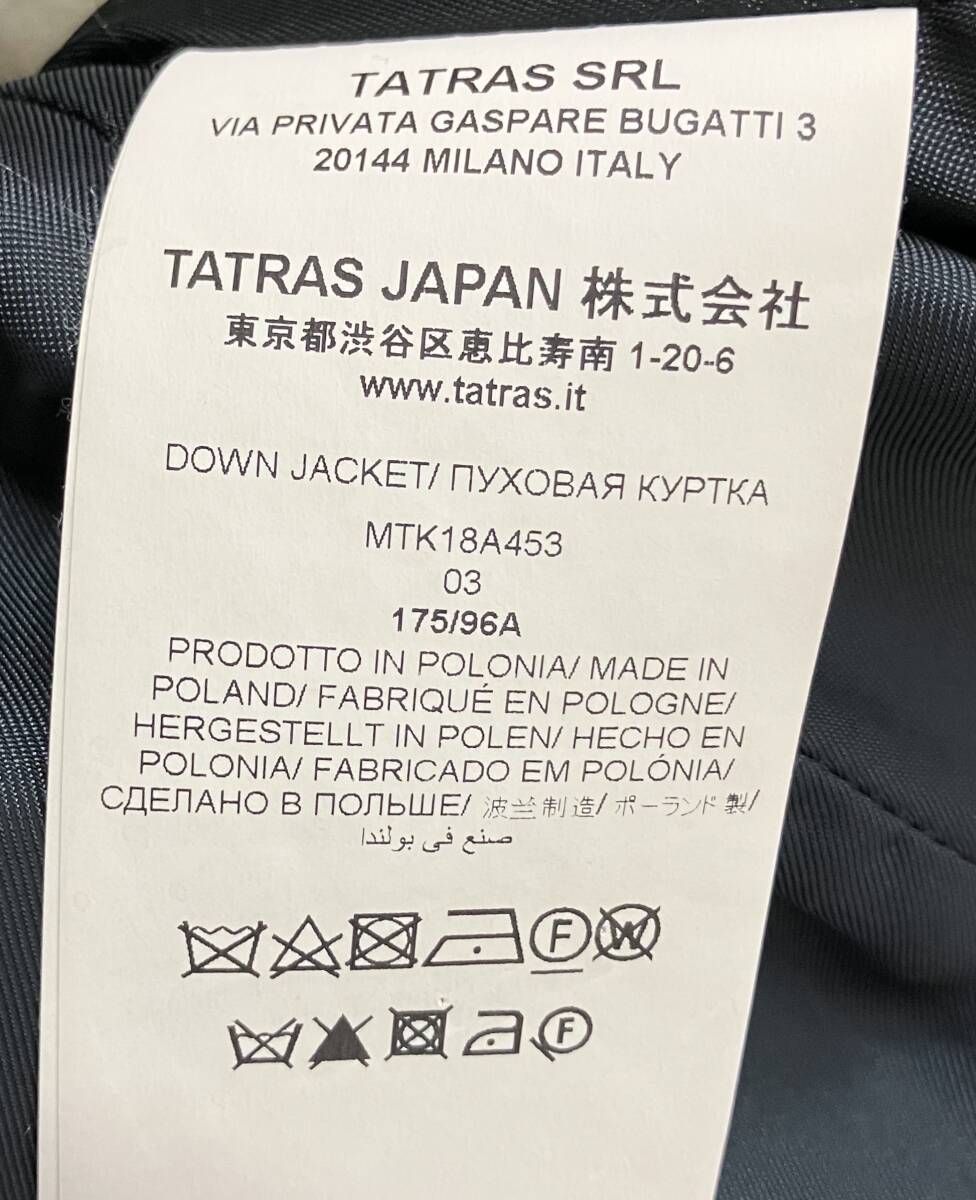 TATRAS SRL
VIA PRIVATA GASPARE BUGATTI 3
20144 MILANO ITALY
TATRAS JAPAN 株式会社
東京都渋谷区恵比寿南 1-20-6
www.tatras.it
DOWN JACKET/ ПУХОВАЯ КУРТКА
MTK18A453
03
175/96A
PRODOTTO IN POLONIA/ MADE IN
POLAND/ FABRIQUÉ EN POLOGNE/
HERGESTELLT IN POLEN/ HECHO EN
POLONIA/ FABRICADO EM POLÓNIA/
СДЕЛАНО В ПОЛЬШЕ/ 波兰制造/ ポーランド製/
صنع في بولندا
F W
F